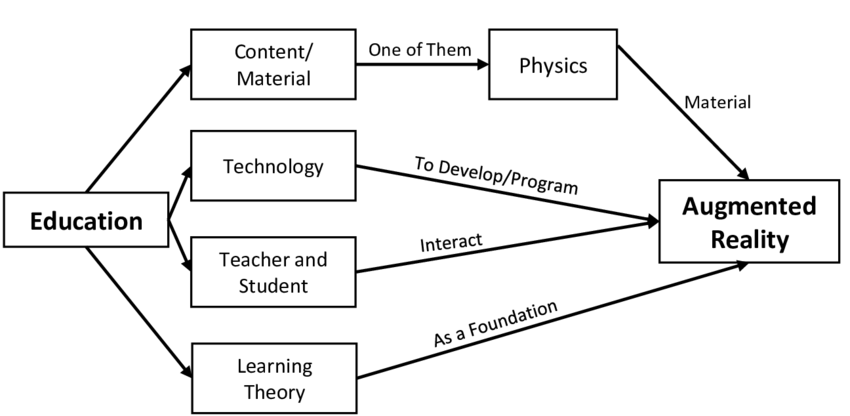 Content/
Material
One of Them
Physics
Material
Technology
To Develop/Program
Education
Augmented
Reality
Teacher and
Student
Interact
Learning
Theory
As a Foundation